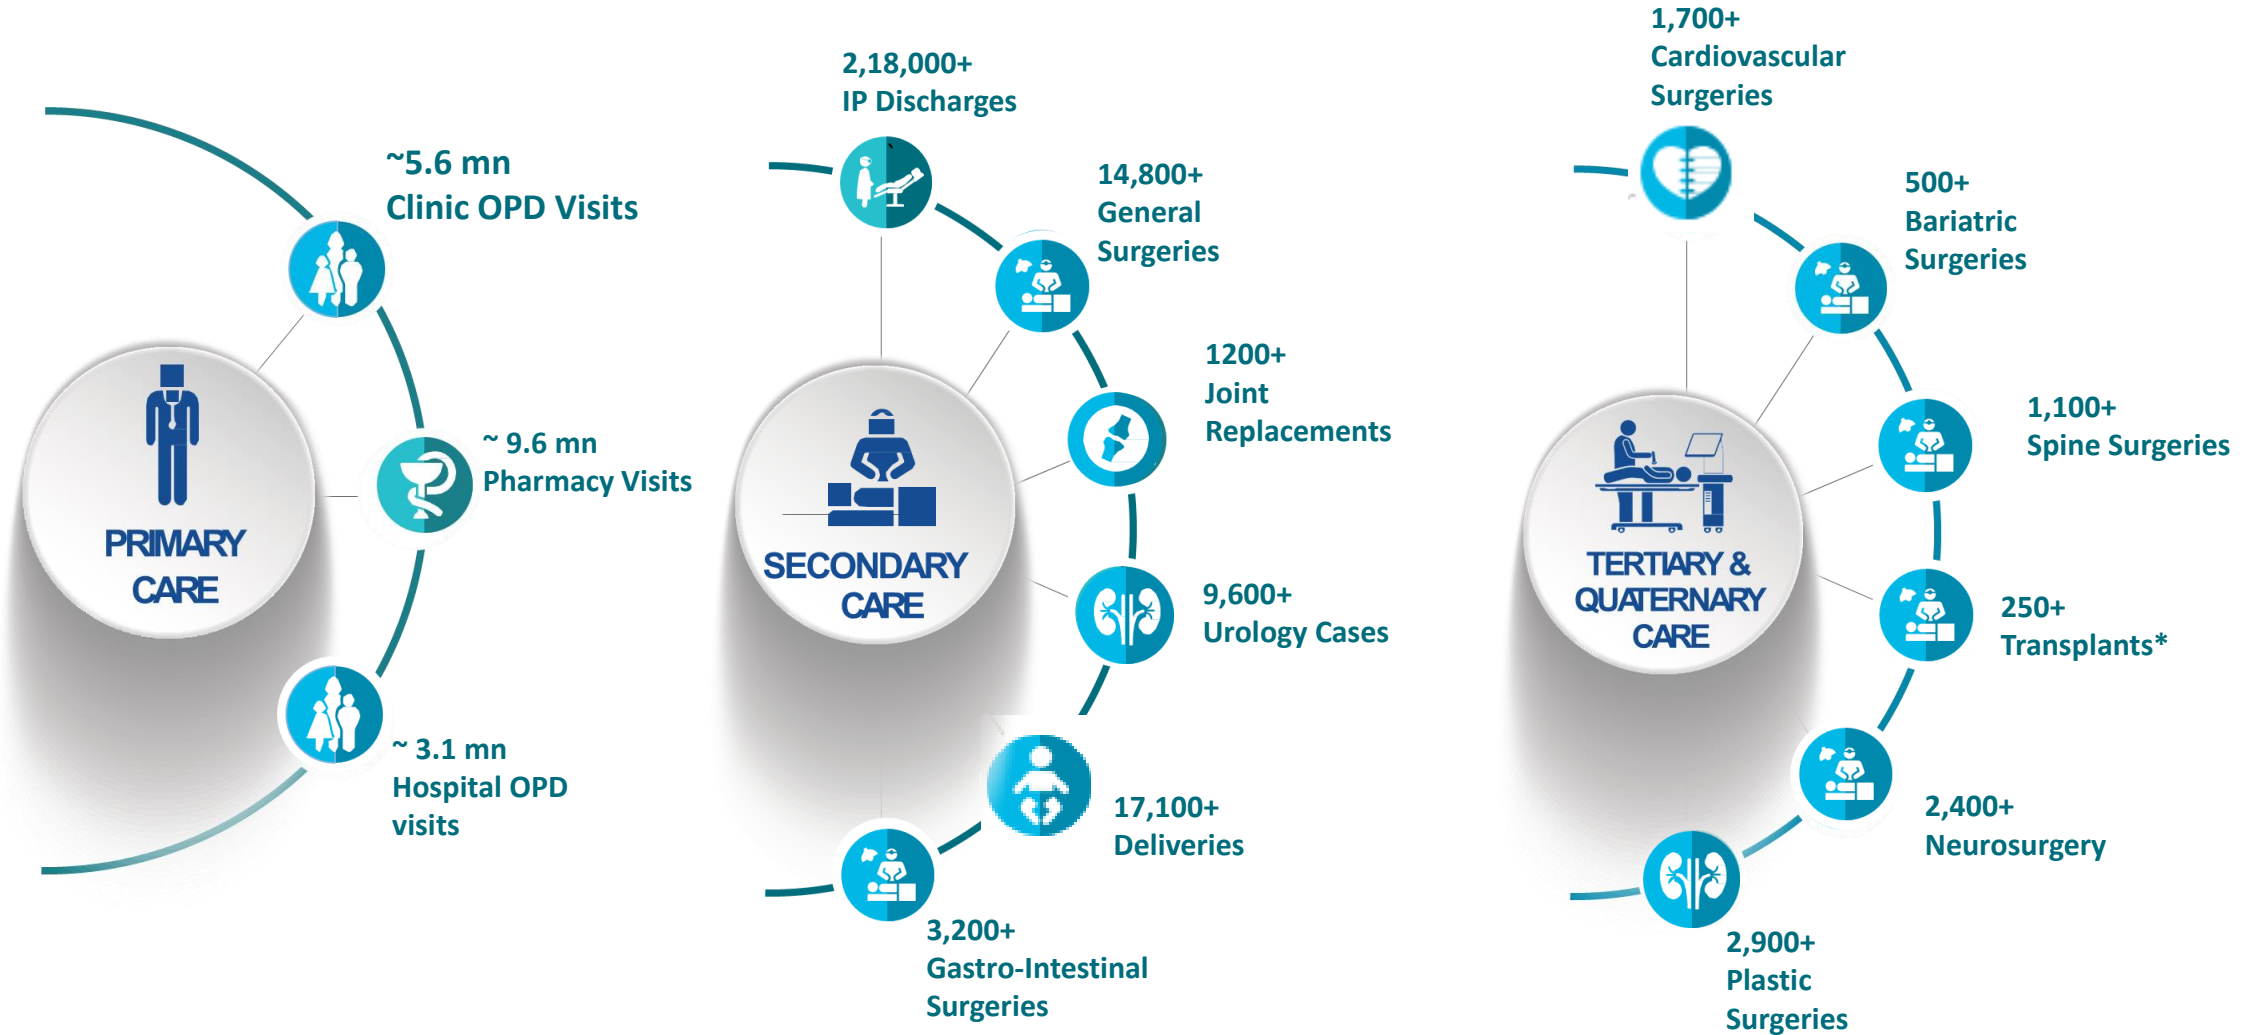 ~5.6 mn
Clinic OPD Visits
~ 9.6 mn
Pharmacy Visits
~ 3.1 mn
Hospital OPD
visits
PRIMARY
CARE
2,18,000+
IP Discharges
14,800+
General
Surgeries
1200+
Joint
Replacements
9,600+
Urology Cases
17,100+
Deliveries
3,200+
Gastro-Intestinal
Surgeries
SECONDARY
CARE
1,700+
Cardiovascular
Surgeries
500+
Bariatric
Surgeries
1,100+
Spine Surgeries
250+
Transplants*
2,400+
Neurosurgery
2,900+
Plastic
Surgeries
TERTIARY &
QUATERNARY
CARE